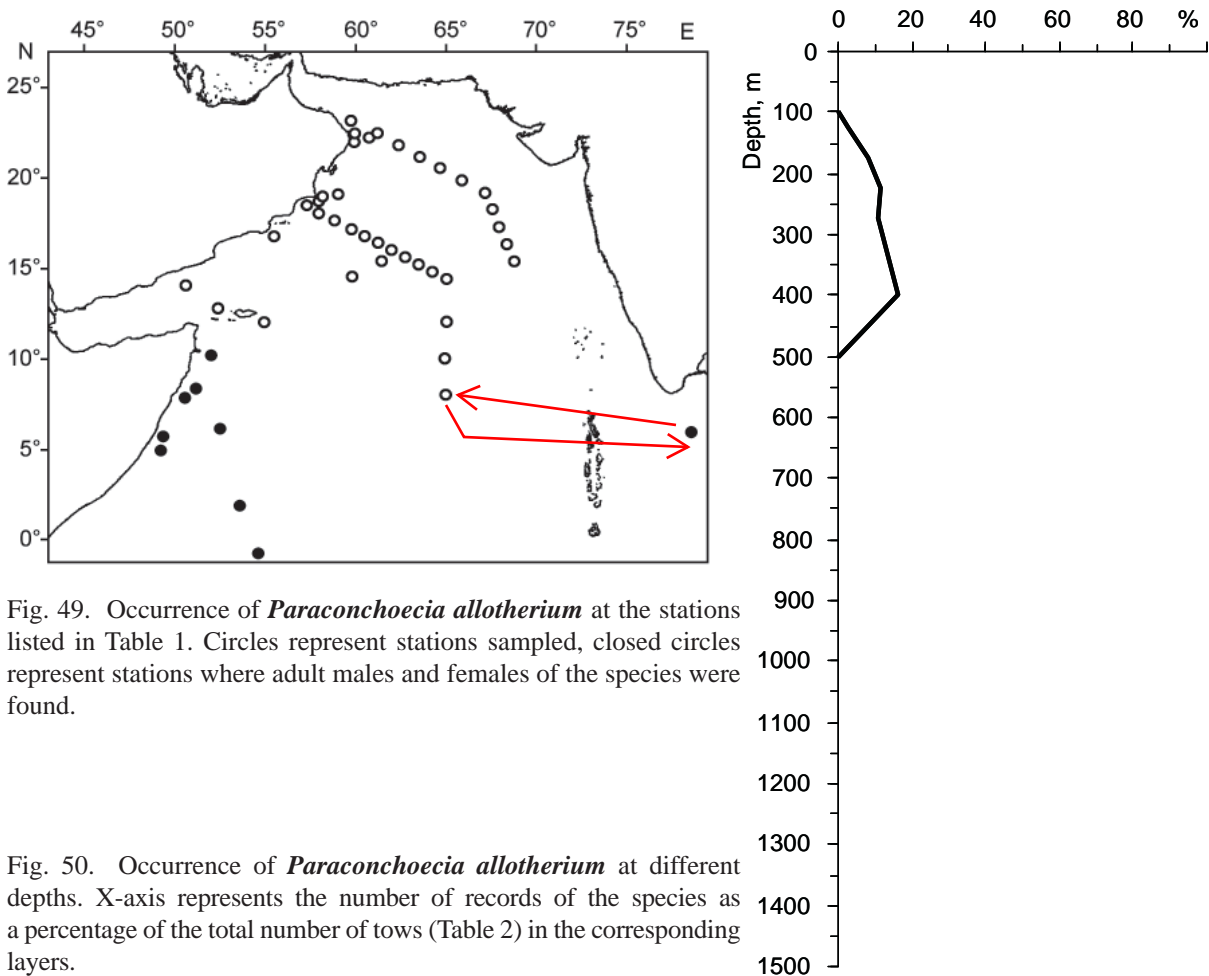 45° 50° 55° 60° 65° 70° 75° E
N
25°
20°
15°
10°
5°
0°
Fig. 49. Occurrence of Paraconchoecia allotherium at the stations
listed in Table 1. Circles represent stations sampled, closed circles
represent stations where adult males and females of the species were
found.
Fig. 50. Occurrence of Paraconchoecia allotherium at different
depths. X-axis represents the number of records of the species as
a percentage of the total number of tows (Table 2) in the corresponding
layers.
0 20 40 60 80 %
Depth, m
0
100
200
300
400
500
600
700
800
900
1000
1100
1200
1300
1400
1500